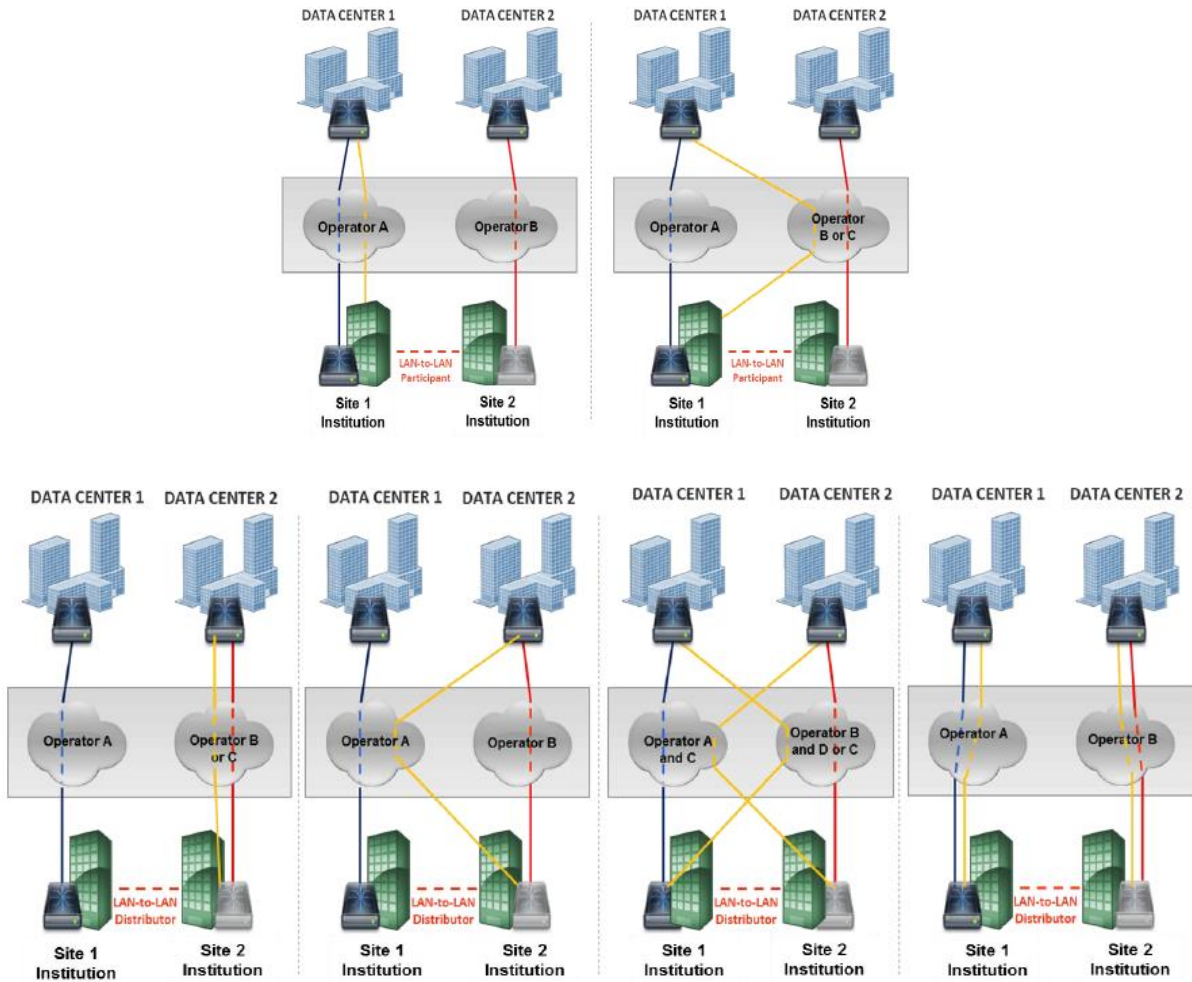 DATA CENTER 1
DATA CENTER 2
Operator A
Operator B
LAN-to-LAN
Participant
Site 1
Institution
Site 2
Institution
DATA CENTER 1
DATA CENTER 2
Operator A
Operator
B or C
LAN-to-LAN
Participant
Site 1
Institution
Site 2
Institution
DATA CENTER 1
DATA CENTER 2
Operator A
Operator B
or C
LAN-to-LAN
Distributor
Site 1
Institution
Site 2
Institution
DATA CENTER 1
DATA CENTER 2
Operator A
Operator B
LAN-to-LAN
Distributor
Site 1
Institution
Site 2
Institution
DATA CENTER 1
DATA CENTER 2
Operator A
and C
Operator B
and D or C
LAN-to-LAN
Distributor
Site 1
Institution
Site 2
Institution
DATA CENTER 1
DATA CENTER 2
Operator A
Operator B
LAN-to-LAN
Distributor
Site 1
Institution
Site 2
Institution